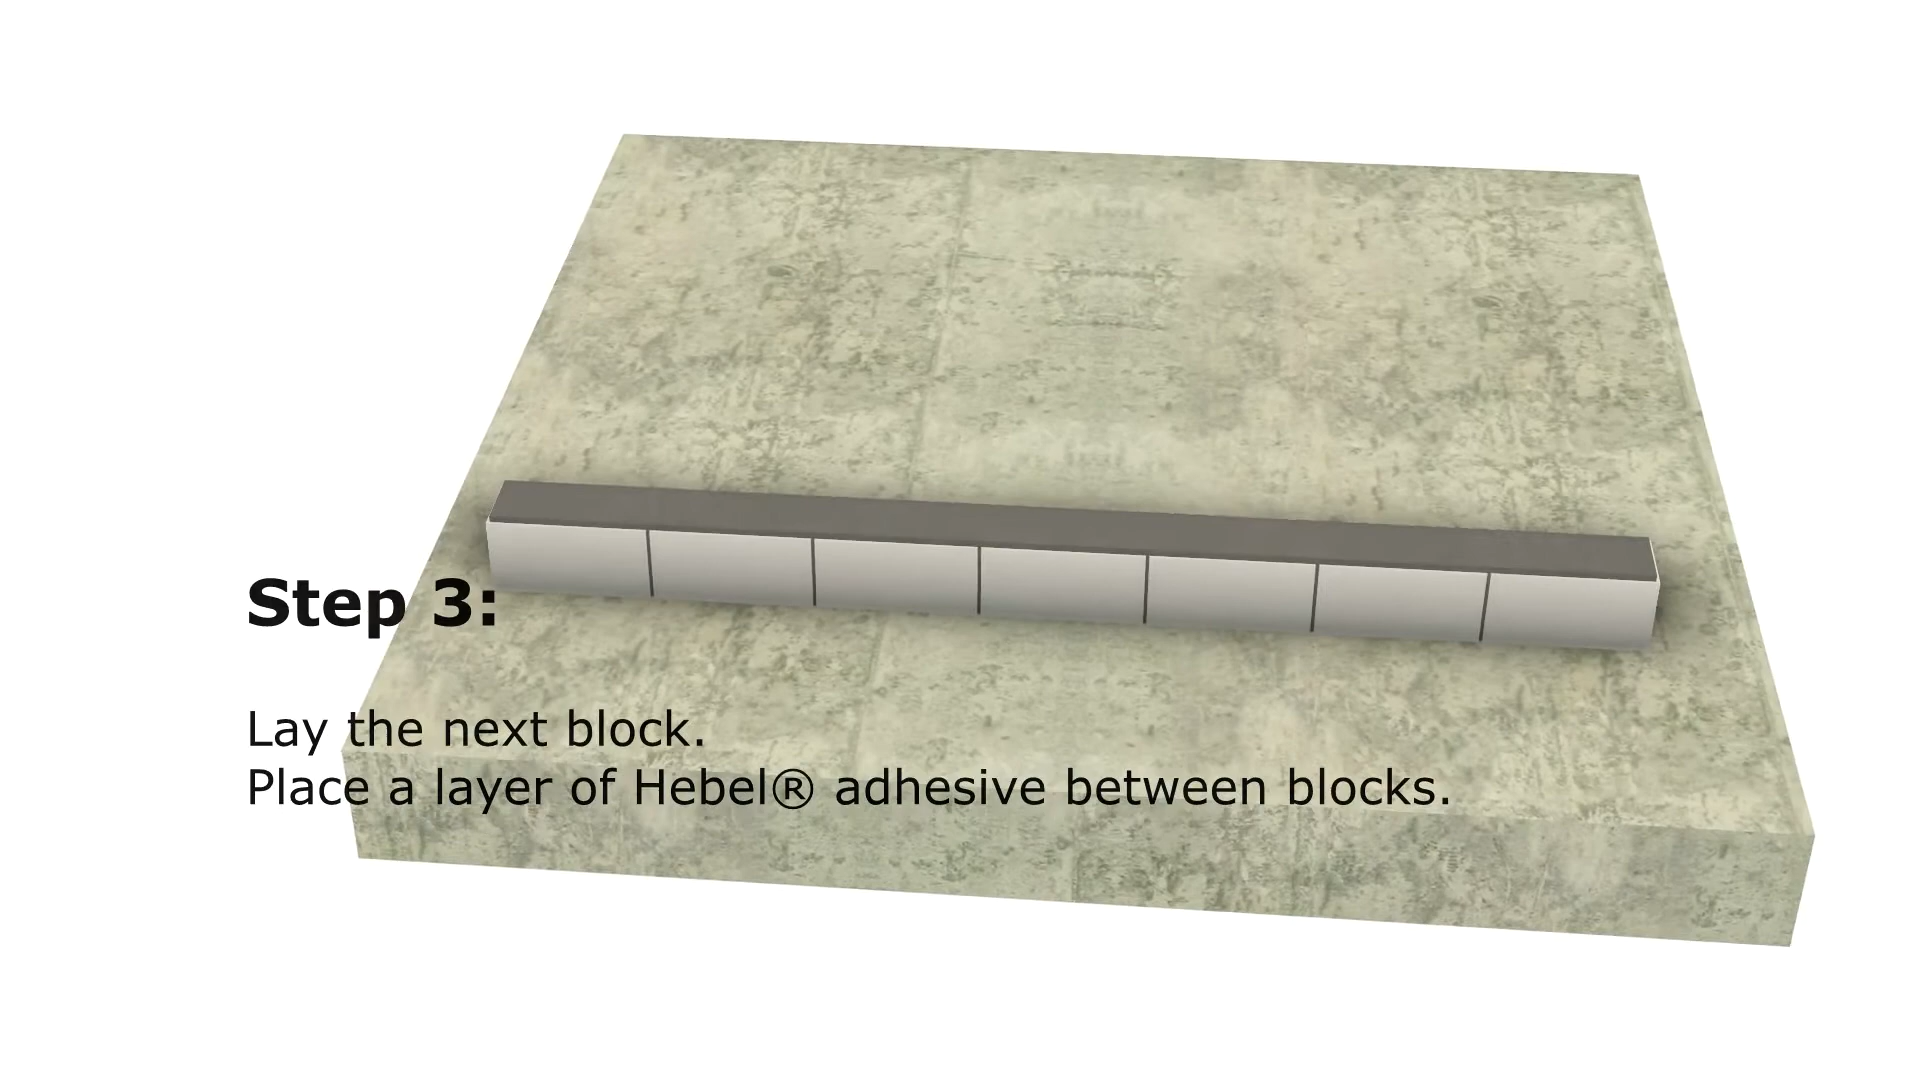 Step 3:
Lay the next block.
Place a layer of Hebel® adhesive between blocks.